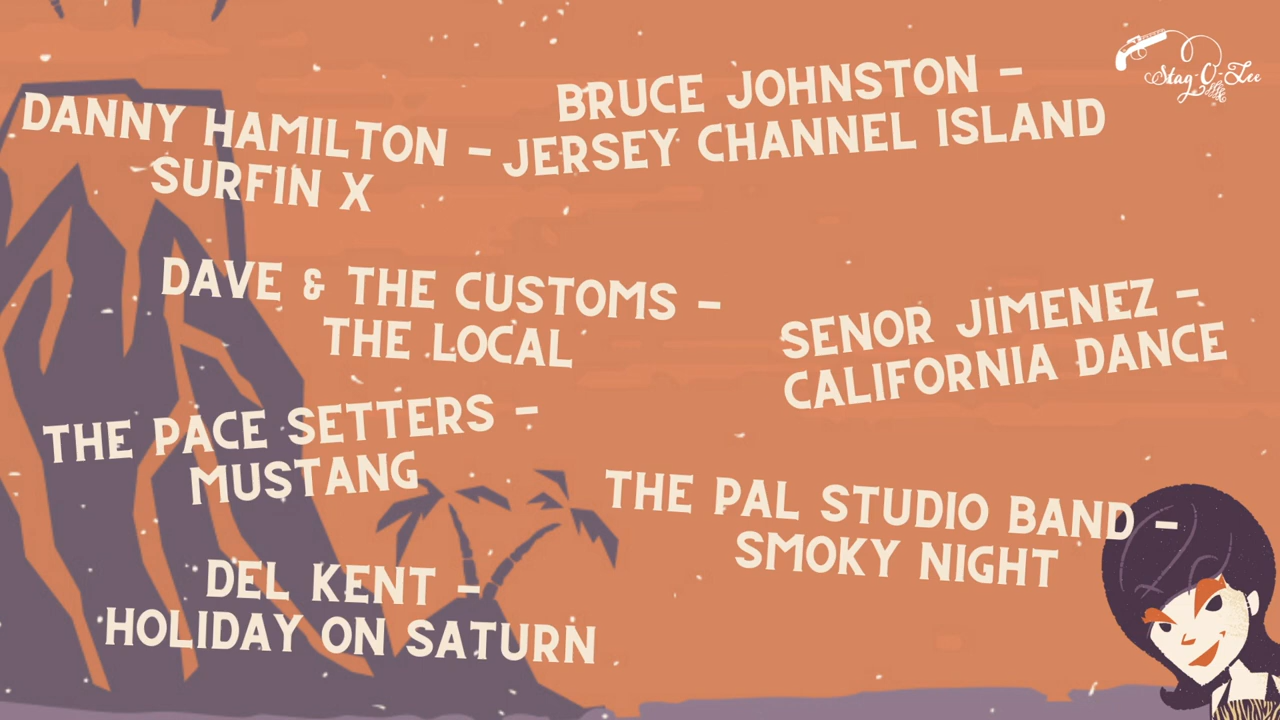 DANNY HAMILTON -
SURFIN X
BRUCE JOHNSTON -
JERSEY CHANNEL ISLAND
Stag-O-Lee
DAVE & THE CUSTOMS -
THE LOCAL
SENOR JIMENEZ -
CALIFORNIA DANCE
THE PACE SETTERS -
MUSTANG
THE PAL STUDIO BAND -
SMOKY NIGHT
DEL KENT -
HOLIDAY ON SATURN